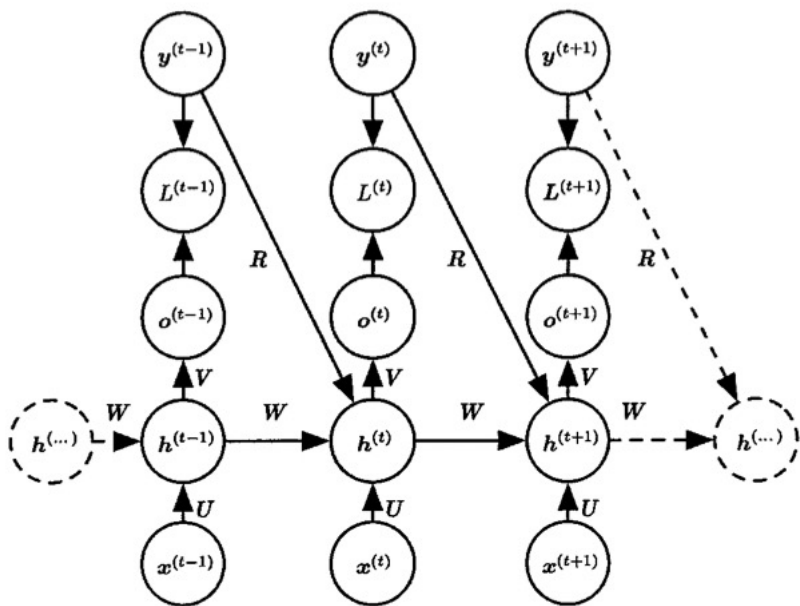 y(t−1) y(t) y(t+1)
L(t−1) L(t) L(t+1)
R R R
o(t−1) o(t) o(t+1)
V V V
W W W W
h(...) h(t−1) h(t) h(t+1) h(...)
U U U
x(t−1) x(t) x(t+1)